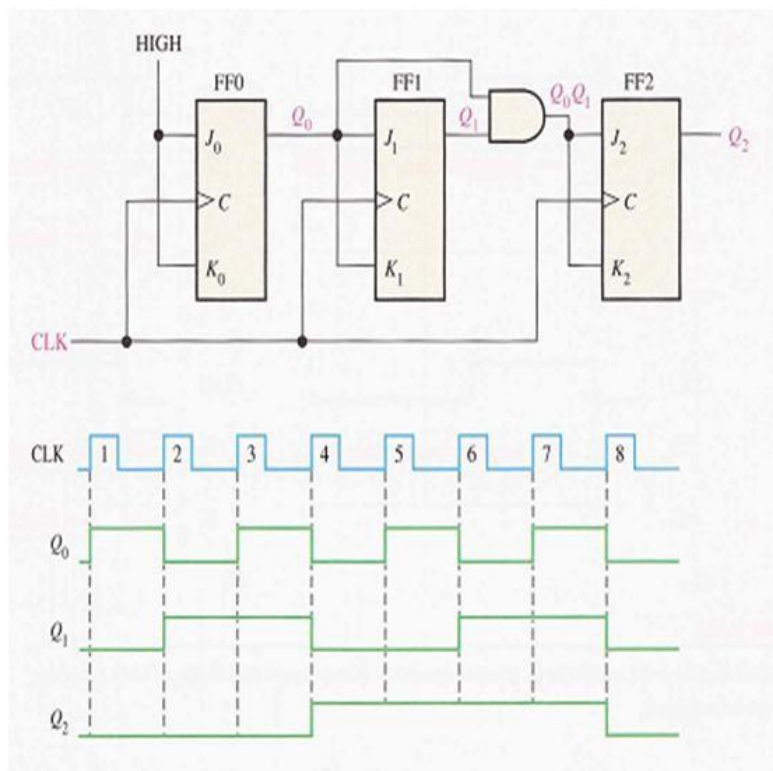 HIGH
FF0 FF1 FF2
Q0 Q1 Q0Q1
J0 J1 J2 Q2
C C C
K0 K1 K2
CLK
CLK 1 2 3 4 5 6 7 8
Q0
Q1
Q2